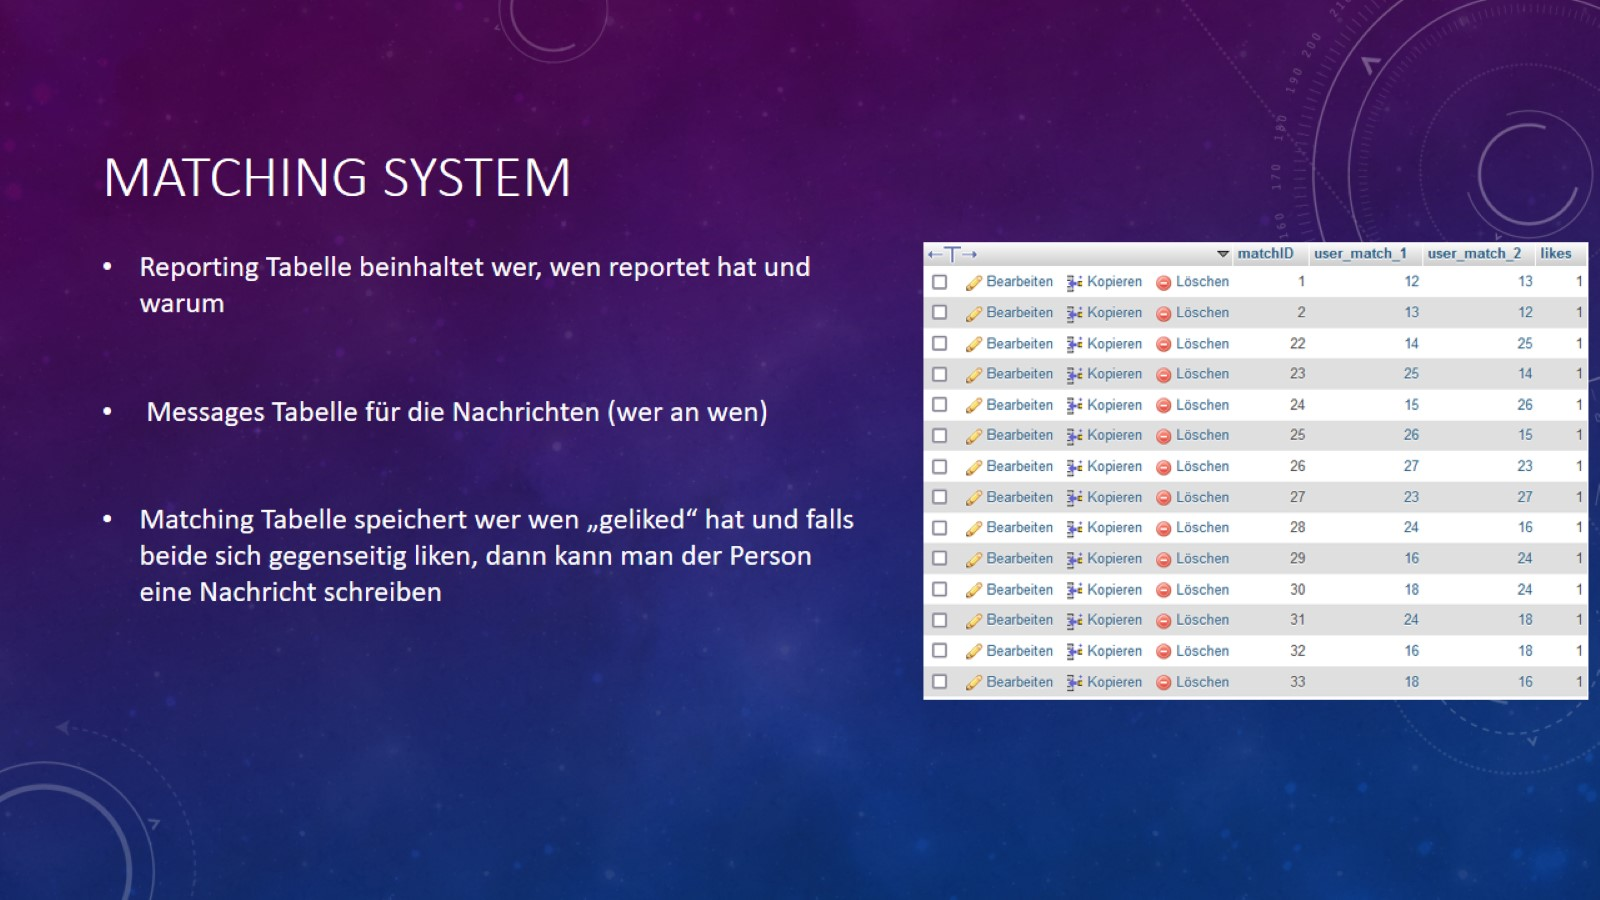 MATCHING SYSTEM
• Reporting Tabelle beinhaltet wer, wen reportet hat und
warum
• Messages Tabelle für die Nachrichten (wer an wen)
• Matching Tabelle speichert wer wen „geliked“ hat und falls
beide sich gegenseitig liken, dann kann man der Person
eine Nachricht schreiben
matchID user_match_1 user_match_2 likes
Bearbeiten Kopieren Löschen 1 12 13 1
Bearbeiten Kopieren Löschen 2 13 12 1
Bearbeiten Kopieren Löschen 22 14 25 1
Bearbeiten Kopieren Löschen 23 25 14 1
Bearbeiten Kopieren Löschen 24 15 26 1
Bearbeiten Kopieren Löschen 25 26 15 1
Bearbeiten Kopieren Löschen 26 27 23 1
Bearbeiten Kopieren Löschen 27 23 27 1
Bearbeiten Kopieren Löschen 28 24 16 1
Bearbeiten Kopieren Löschen 29 16 24 1
Bearbeiten Kopieren Löschen 30 18 24 1
Bearbeiten Kopieren Löschen 31 24 18 1
Bearbeiten Kopieren Löschen 32 16 18 1
Bearbeiten Kopieren Löschen 33 18 16 1
200
190
180
170
160